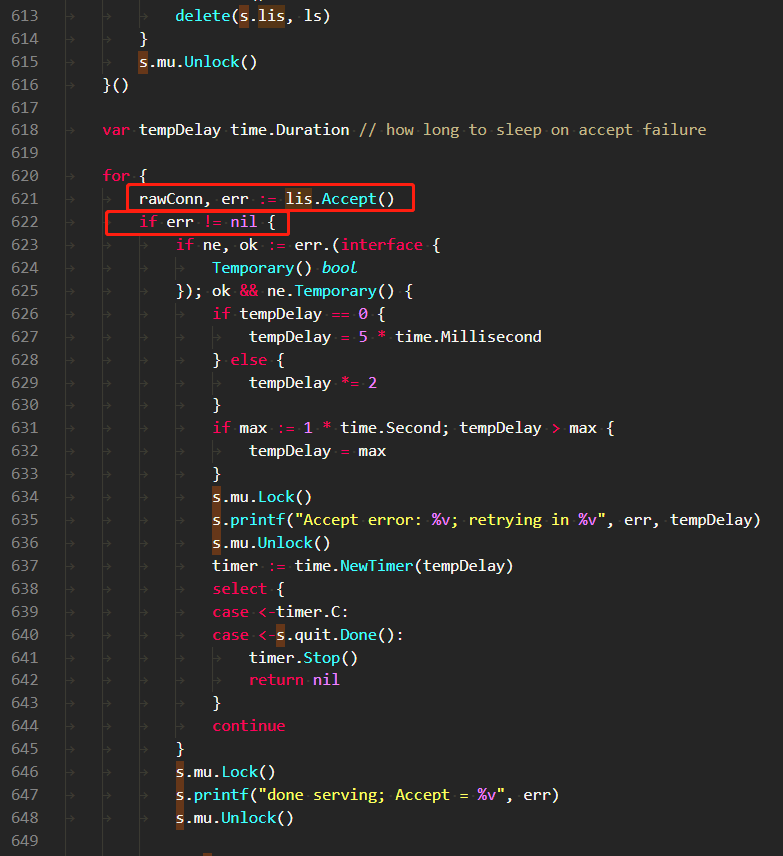 613 delete(s.lis, ls)
614 }
615 s.mu.Unlock()
616 }()
617
618 var tempDelay time.Duration // how long to sleep on accept failure
619
620 for {
621 rawConn, err := lis.Accept()
622 if err != nil {
623 if ne, ok := err.(interface {
624 Temporary() bool
625 }); ok && ne.Temporary() {
626 if tempDelay == 0 {
627 tempDelay = 5 * time.Millisecond
628 } else {
629 tempDelay *= 2
630 }
631 if max := 1 * time.Second; tempDelay > max {
632 tempDelay = max
633 }
634 s.mu.Lock()
635 s.printf("Accept error: %v; retrying in %v", err, tempDelay)
636 s.mu.Unlock()
637 timer := time.NewTimer(tempDelay)
638 select {
639 case <-timer.C:
640 case <-s.quit.Done():
641 timer.Stop()
642 return nil
643 }
644 continue
645 }
646 s.mu.Lock()
647 s.printf("done serving; Accept = %v", err)
648 s.mu.Unlock()
649